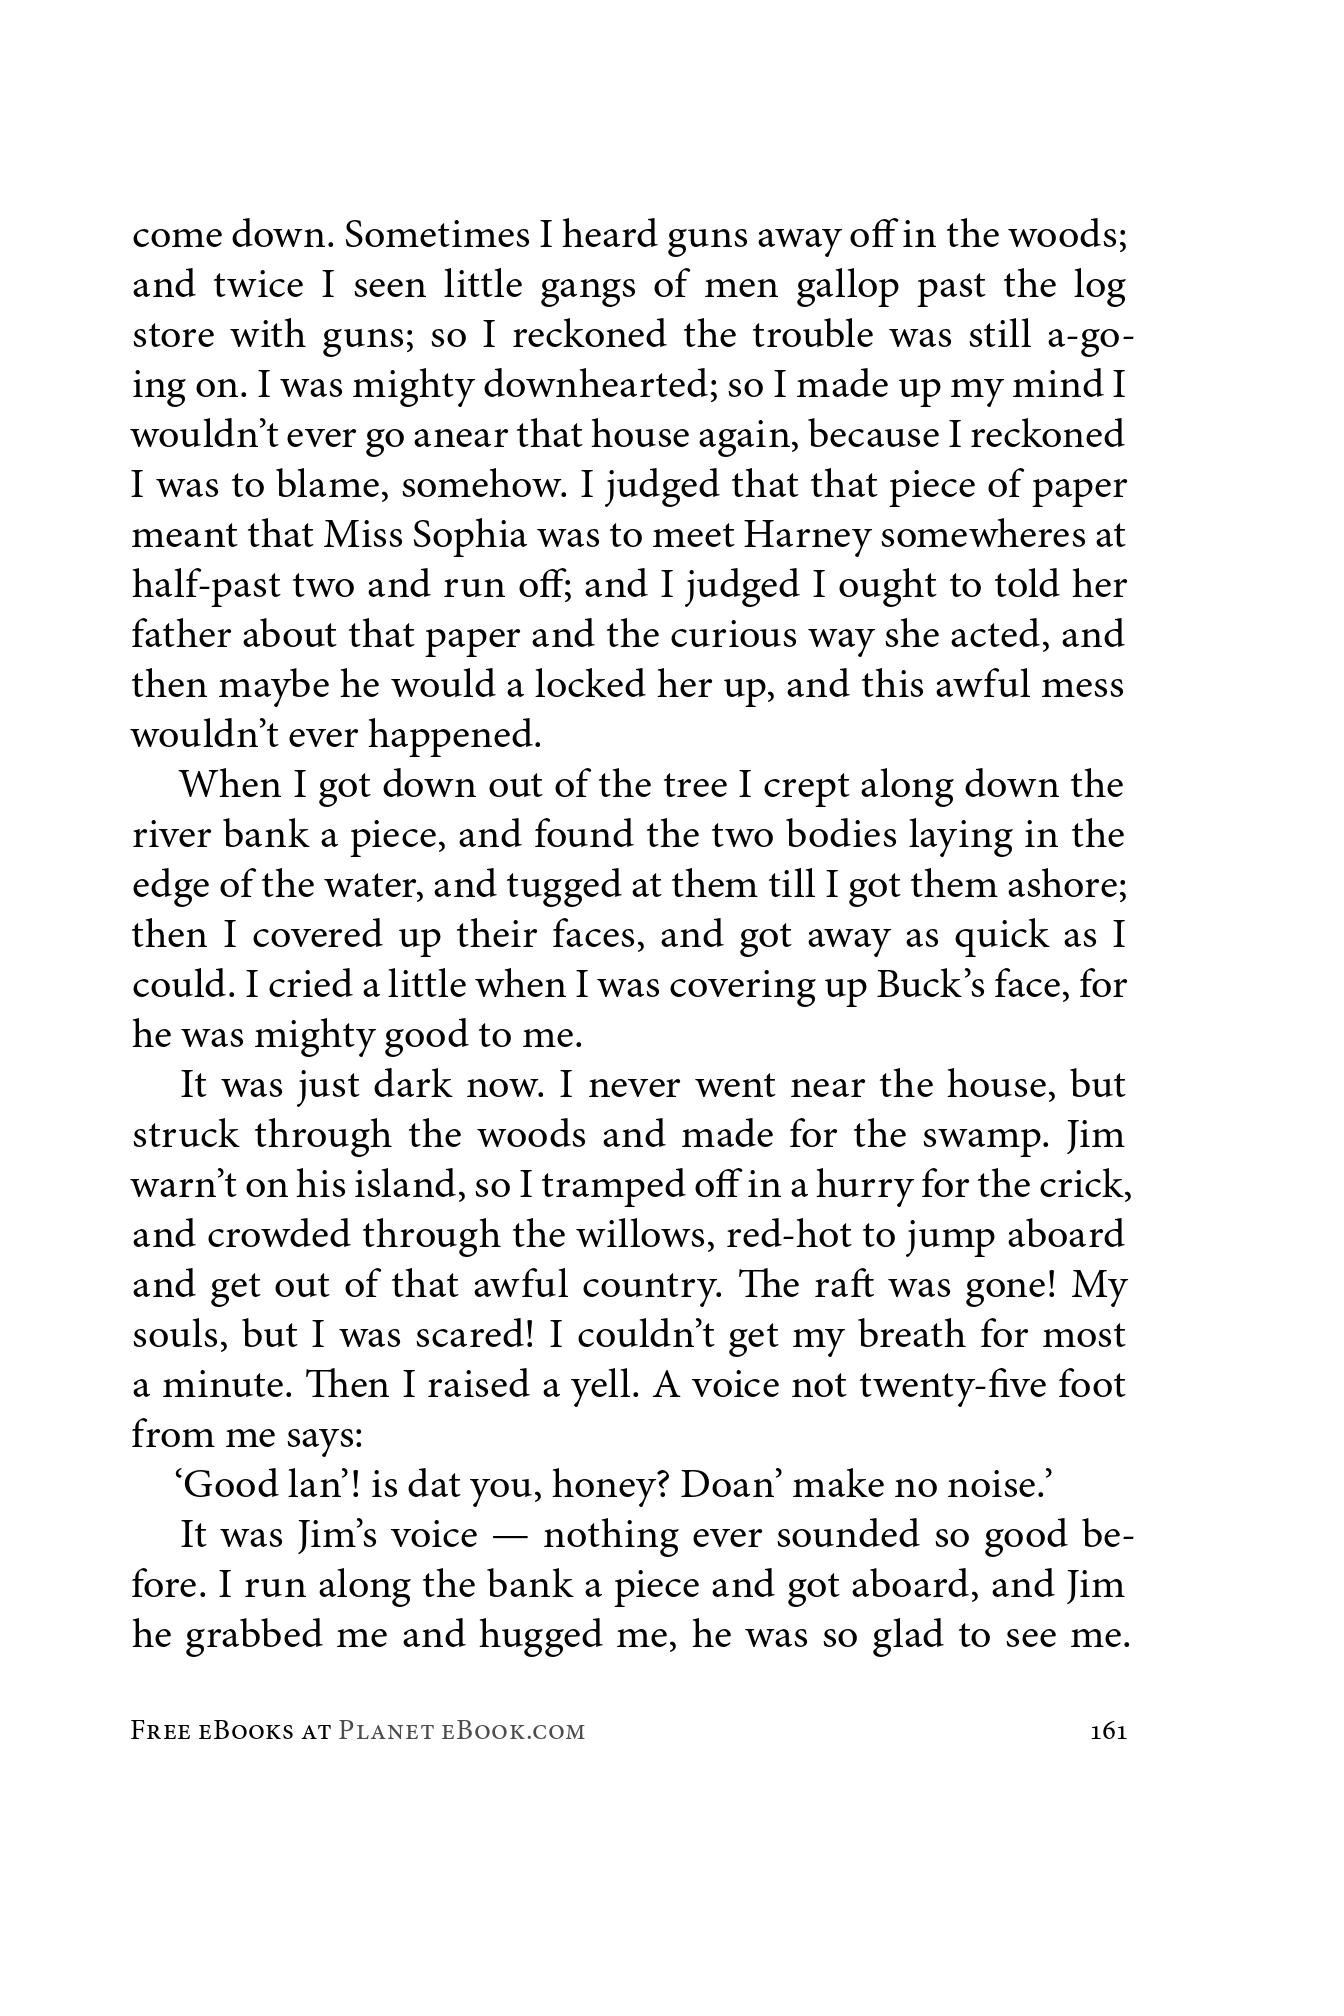 come down. Sometimes I heard guns away off in the woods;
and twice I seen little gangs of men gallop past the log
store with guns; so I reckoned the trouble was still a-go-
ing on. I was mighty downhearted; so I made up my mind I
wouldn’t ever go anear that house again, because I reckoned
I was to blame, somehow. I judged that that piece of paper
meant that Miss Sophia was to meet Harney somewheres at
half-past two and run off; and I judged I ought to told her
father about that paper and the curious way she acted, and
then maybe he would a locked her up, and this awful mess
wouldn’t ever happened.
When I got down out of the tree I crept along down the
river bank a piece, and found the two bodies laying in the
edge of the water, and tugged at them till I got them ashore;
then I covered up their faces, and got away as quick as I
could. I cried a little when I was covering up Buck’s face, for
he was mighty good to me.
It was just dark now. I never went near the house, but
struck through the woods and made for the swamp. Jim
warn’t on his island, so I tramped off in a hurry for the crick,
and crowded through the willows, red-hot to jump aboard
and get out of that awful country. The raft was gone! My
souls, but I was scared! I couldn’t get my breath for most
a minute. Then I raised a yell. A voice not twenty-five foot
from me says:
‘Good lan’! is dat you, honey? Doan’ make no noise.’
It was Jim’s voice — nothing ever sounded so good be-
fore. I run along the bank a piece and got aboard, and Jim
he grabbed me and hugged me, he was so glad to see me.
Free eBooks at Planet eBook.com 161